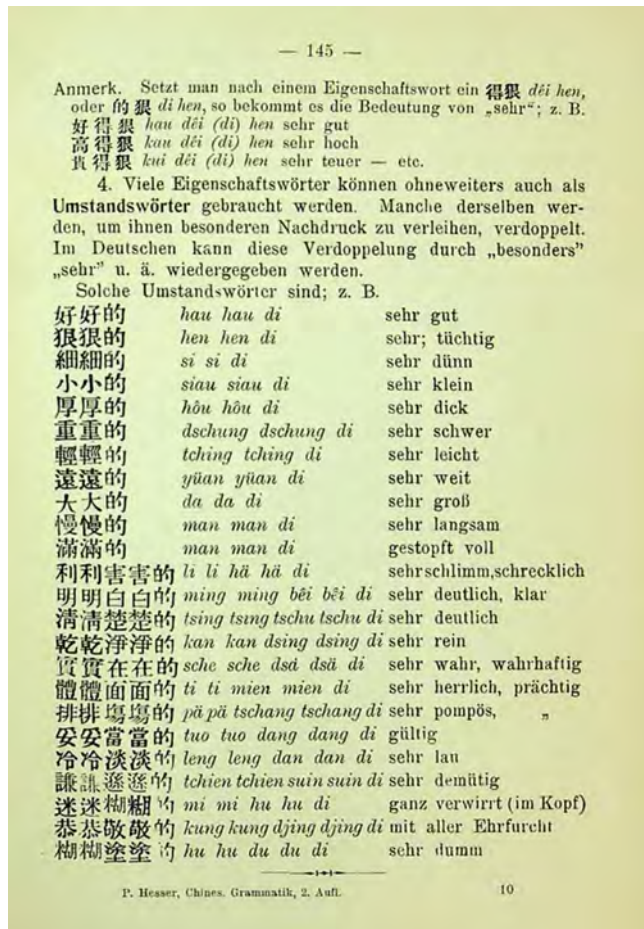 — 145 —
Anmerk. Setzt man nach einem Eigenschaftswort ein 得狠 dêi hen,
oder 的狠 di hen, so bekommt es die Bedeutung von „sehr“; z. B.
好得狠 hau dêi (di) hen sehr gut
高得狠 kau dêi (di) hen sehr hoch
貴得狠 kui dêi (di) hen sehr teuer — etc.
4. Viele Eigenschaftswörter können ohneweiters auch als
Umstandswörter gebraucht werden. Manche derselben wer-
den, um ihnen besonderen Nachdruck zu verleihen, verdoppelt.
Im Deutschen kann diese Verdoppelung durch „besonders”
„sehr” u. ä. wiedergegeben werden.
Solche Umstandswörter sind; z. B.
好好的 hau hau di sehr gut
狠狠的 hen hen di sehr; tüchtig
細細的 si si di sehr dünn
小小的 siau siau di sehr klein
厚厚的 hôu hôu di sehr dick
重重的 dschung dschung di sehr schwer
輕輕的 tching tching di sehr leicht
遠遠的 yüan yüan di sehr weit
大大的 da da di sehr groß
慢慢的 man man di sehr langsam
滿滿的 man man di gestopft voll
利利害害的 li li hä hä di sehr schlimm, schrecklich
明明白白的 ming ming bêi bêi di sehr deutlich, klar
清清楚楚的 tsing tsing tschu tschu di sehr deutlich
乾乾淨淨的 kan kan dsing dsing di sehr rein
實實在在的 sche sche dsä dsä di sehr wahr, wahrhaftig
體體面面的 ti ti mien mien di sehr herrlich, prächtig
排排塲塲的 pä pä tschang tschang di sehr pompös, „
妥妥當當的 tuo tuo dang dang di gültig
冷冷淡淡的 leng leng dan dan di sehr lau
謙謙遜遜的 tchien tchien suin suin di sehr demütig
迷迷糊糊的 mi mi hu hu di ganz verwirrt (im Kopf)
恭恭敬敬的 kung kung djing djing di mit aller Ehrfurcht
糊糊塗塗的 hu hu du du di sehr dumm
P. Hesser, Chines. Grammatik, 2. Aufl. 10